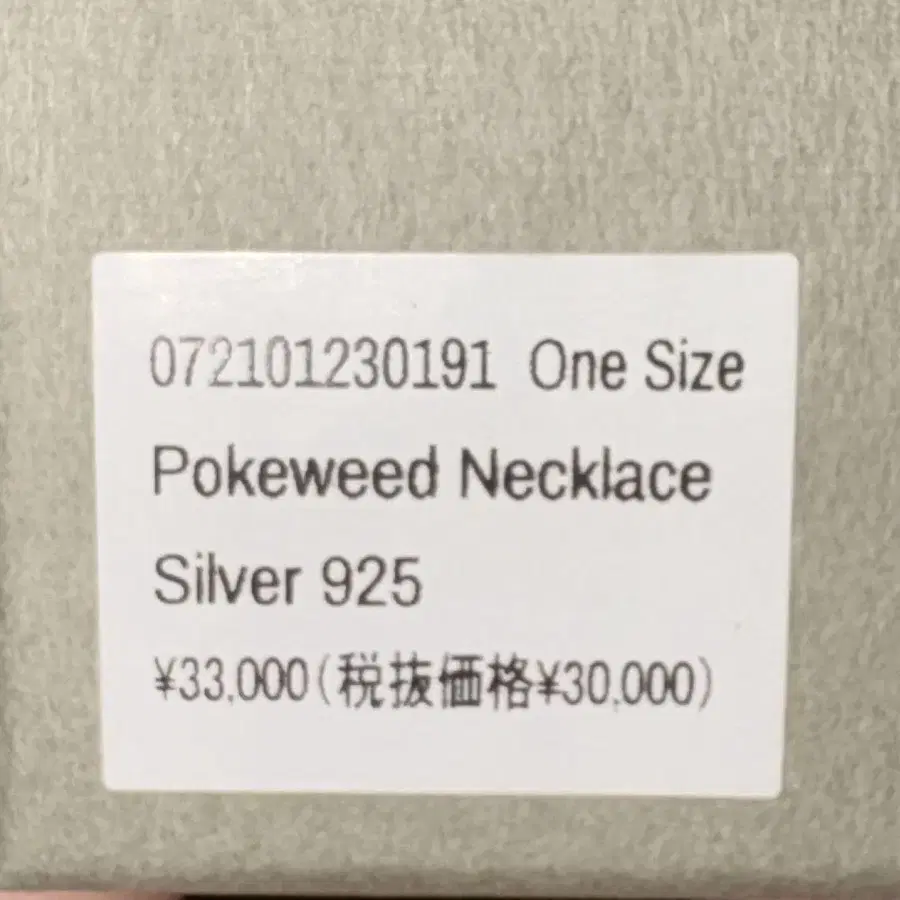 072101230191 One Size
Pokeweed Necklace
Silver 925
¥33,000(税抜価格¥30,000)